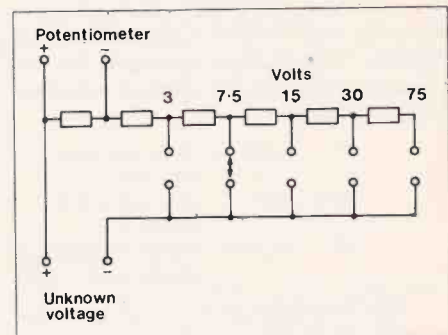 Potentiometer
+ −
Volts
3 7·5 15 30 75
+ −
Unknown
voltage